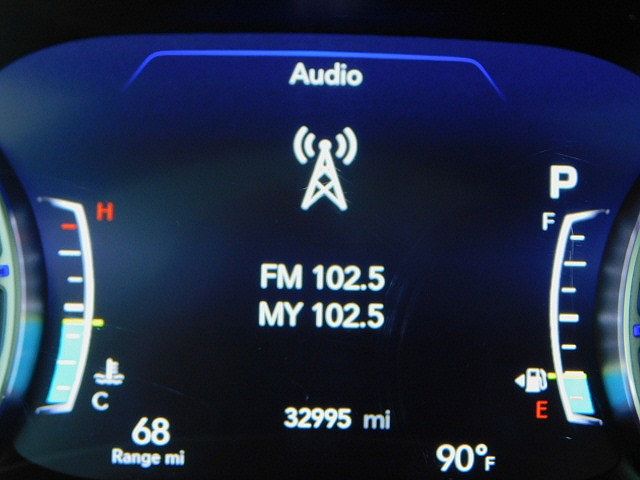 Audio
P
H
F
FM 102.5
MY 102.5
C
E
32995 mi
68
Range mi
90°F